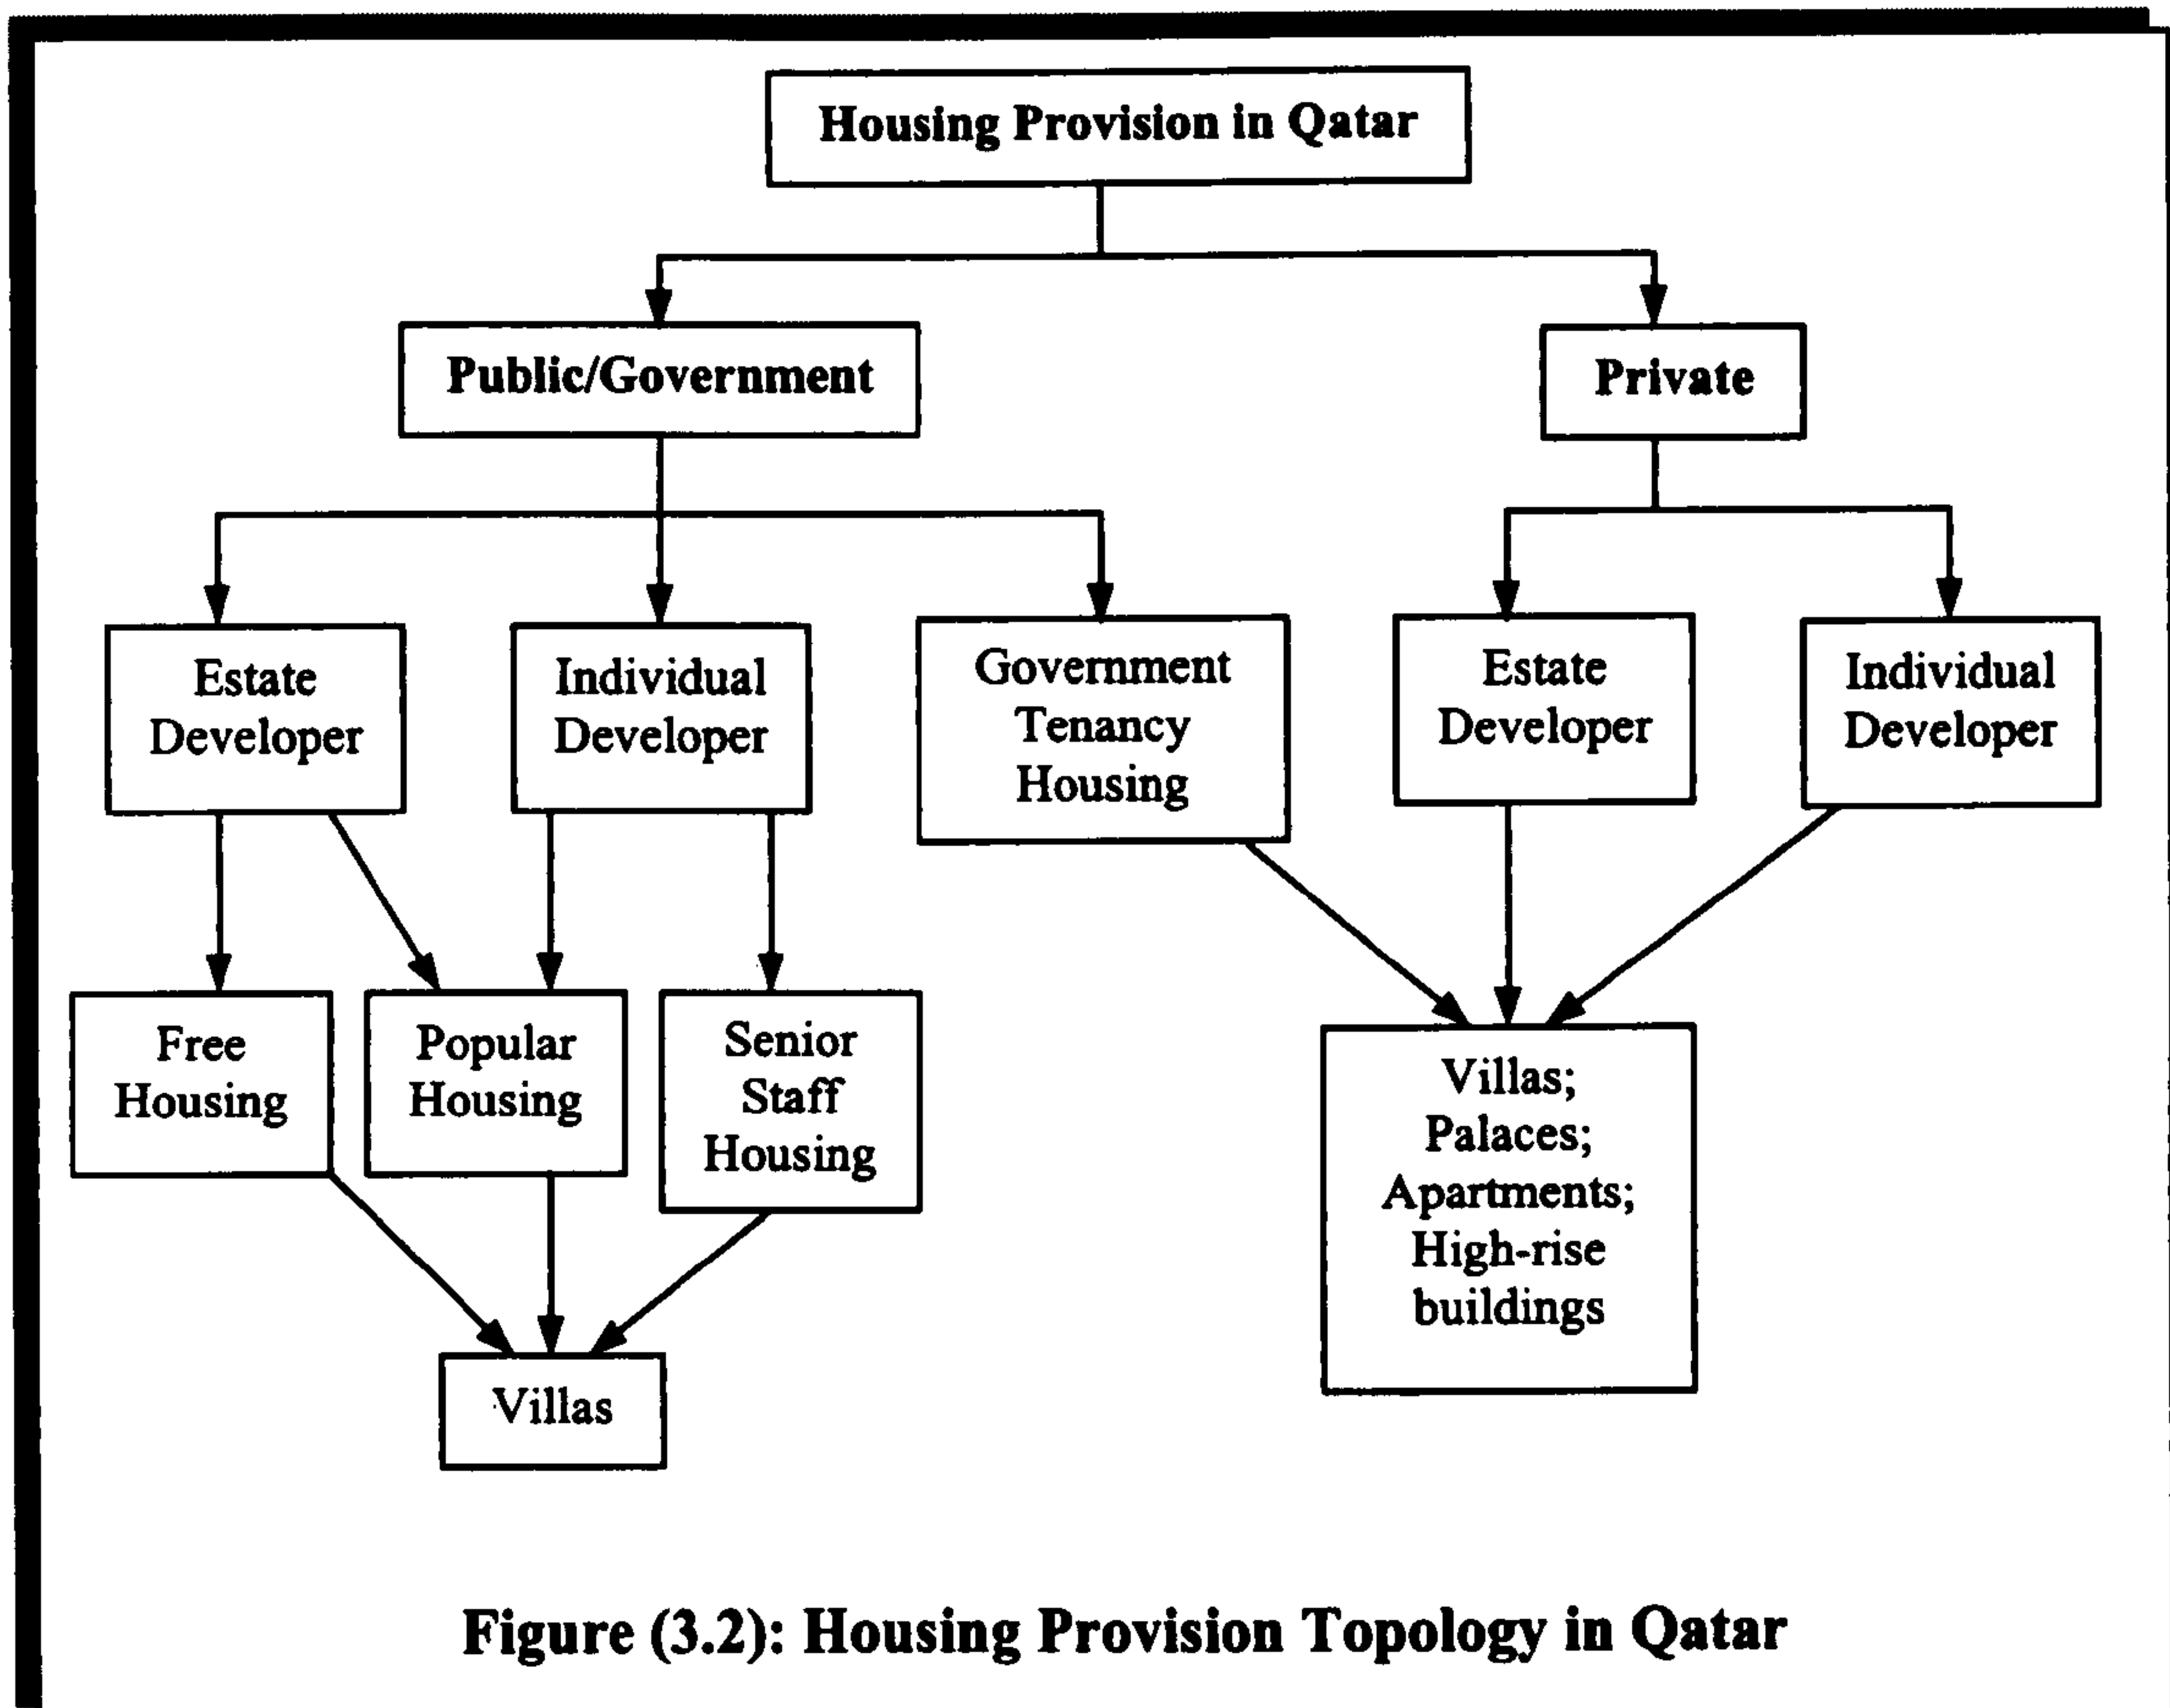 Housing Provision in Qatar
Public/Government
Private
Estate
Developer
Individual
Developer
Government
Tenancy
Housing
Estate
Developer
Individual
Developer
Free
Housing
Popular
Housing
Senior
Staff
Housing
Villas;
Palaces;
Apartments;
High-rise
buildings
Villas
Figure (3.2): Housing Provision Topology in Qatar